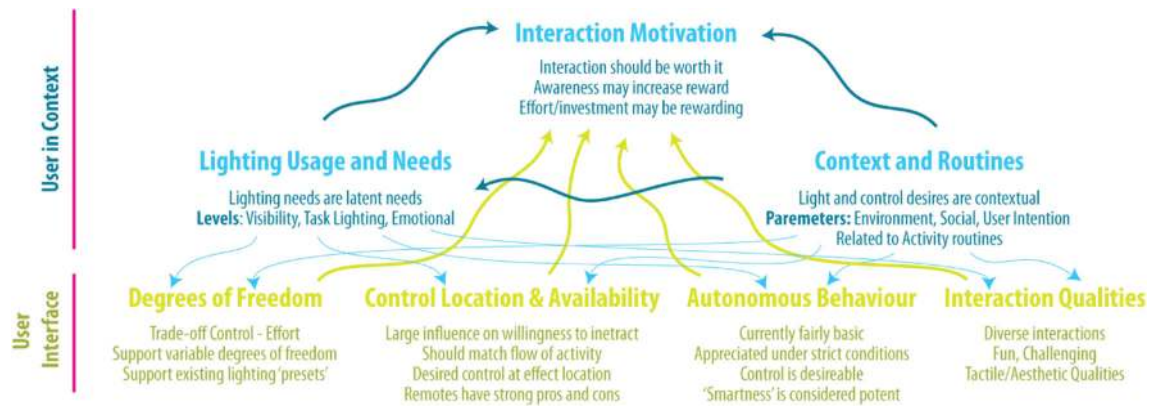 Interaction Motivation
Interaction should be worth it
Awareness may increase reward
Effort/investment may be rewarding
User in Context
Lighting Usage and Needs
Lighting needs are latent needs
Levels: Visibility, Task Lighting, Emotional
Context and Routines
Light and control desires are contextual
Paremeters: Environment, Social, User Intention
Related to Activity routines
User
Interface
Degrees of Freedom
Trade-off Control - Effort
Support variable degrees of freedom
Support existing lighting 'presets'
Control Location & Availability
Large influence on willingness to inetract
Should match flow of activity
Desired control at effect location
Remotes have strong pros and cons
Autonomous Behaviour
Currently fairly basic
Appreciated under strict conditions
Control is desireable
'Smartness' is considered potent
Interaction Qualities
Diverse interactions
Fun, Challenging
Tactile/Aesthetic Qualities